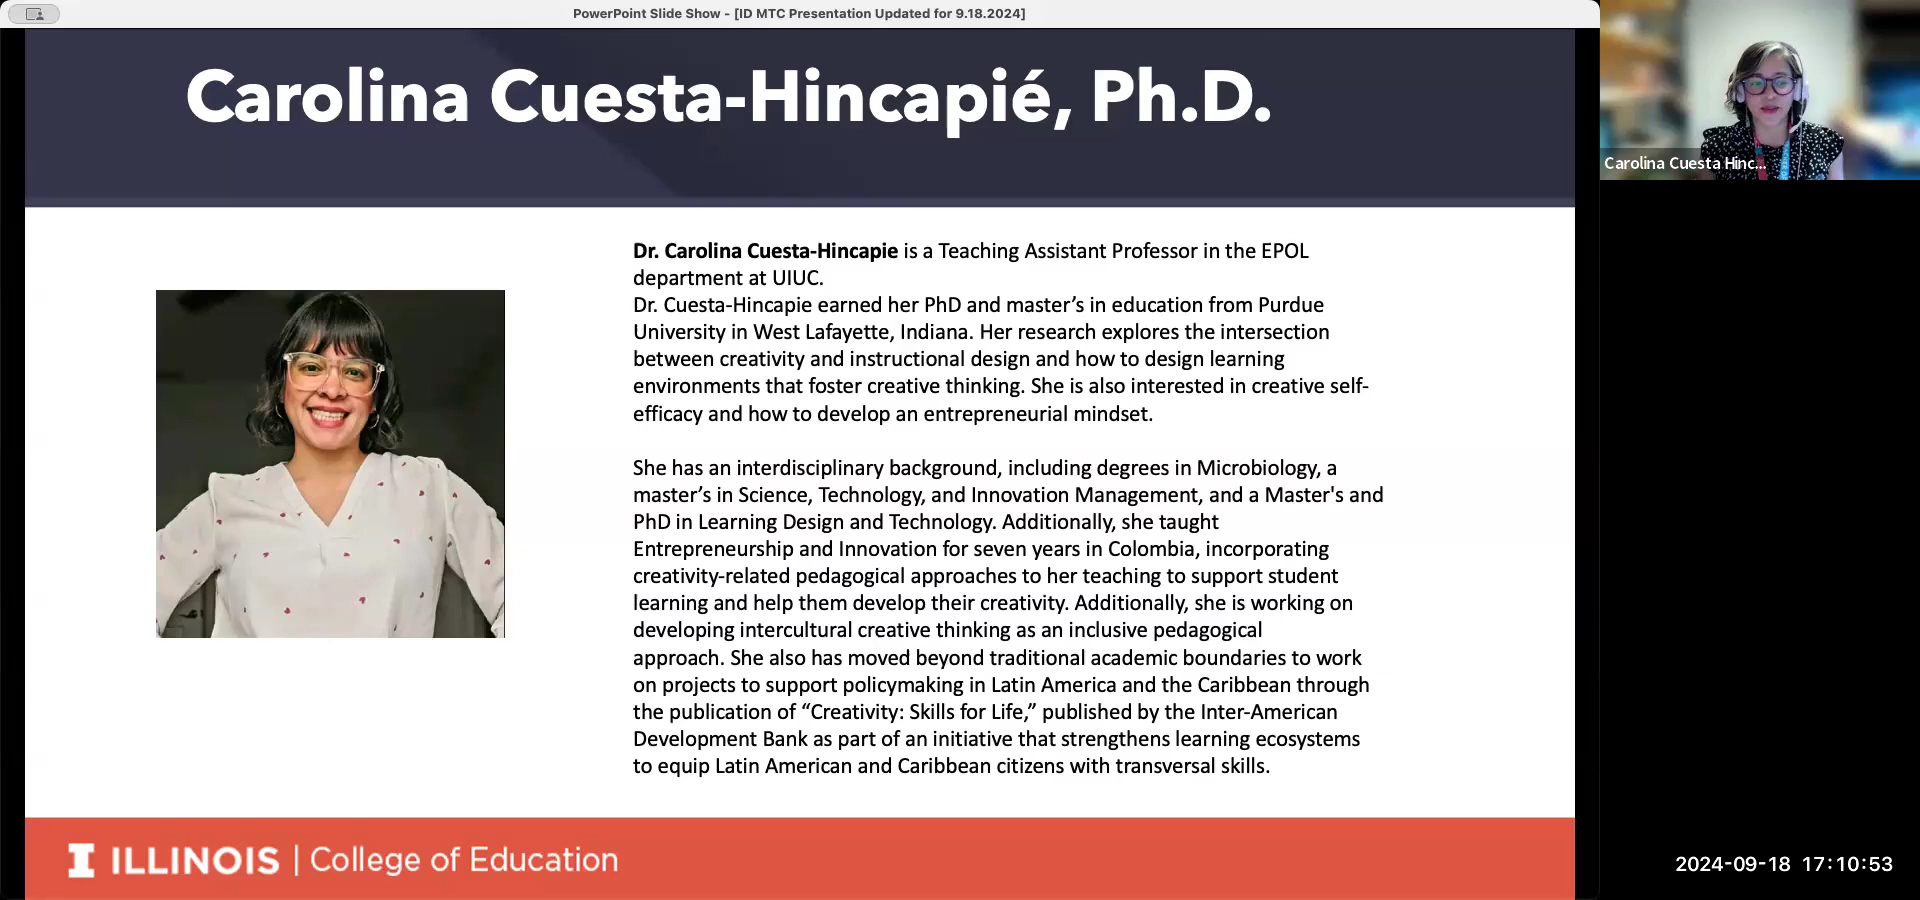 PowerPoint Slide Show - [ID MTC Presentation Updated for 9.18.2024]
Carolina Cuesta-Hincapié, Ph.D.
Carolina Cuesta Hinc...
Dr. Carolina Cuesta-Hincapie is a Teaching Assistant Professor in the EPOL
department at UIUC.
Dr. Cuesta-Hincapie earned her PhD and master’s in education from Purdue
University in West Lafayette, Indiana. Her research explores the intersection
between creativity and instructional design and how to design learning
environments that foster creative thinking. She is also interested in creative self-
efficacy and how to develop an entrepreneurial mindset.
She has an interdisciplinary background, including degrees in Microbiology, a
master’s in Science, Technology, and Innovation Management, and a Master's and
PhD in Learning Design and Technology. Additionally, she taught
Entrepreneurship and Innovation for seven years in Colombia, incorporating
creativity-related pedagogical approaches to her teaching to support student
learning and help them develop their creativity. Additionally, she is working on
developing intercultural creative thinking as an inclusive pedagogical
approach. She also has moved beyond traditional academic boundaries to work
on projects to support policymaking in Latin America and the Caribbean through
the publication of “Creativity: Skills for Life,” published by the Inter-American
Development Bank as part of an initiative that strengthens learning ecosystems
to equip Latin American and Caribbean citizens with transversal skills.
I ILLINOIS | College of Education
2024-09-18 17:10:53